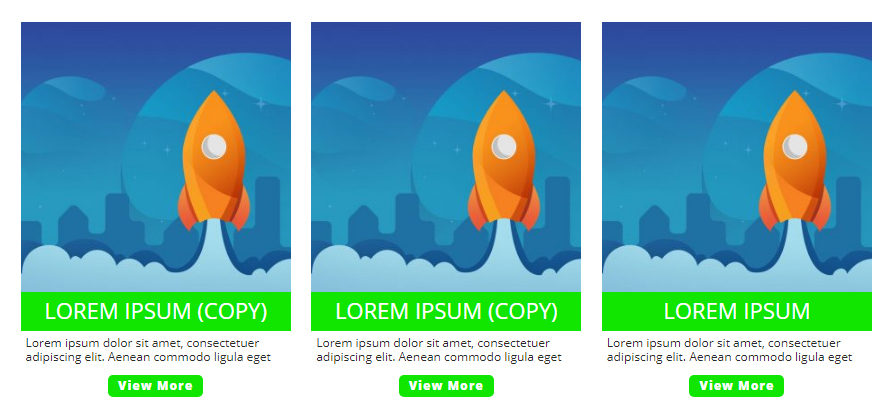 LOREM IPSUM (COPY)
Lorem ipsum dolor sit amet, consectetuer
adipiscing elit. Aenean commodo ligula eget
View More
LOREM IPSUM (COPY)
Lorem ipsum dolor sit amet, consectetuer
adipiscing elit. Aenean commodo ligula eget
View More
LOREM IPSUM
Lorem ipsum dolor sit amet, consectetuer
adipiscing elit. Aenean commodo ligula eget
View More